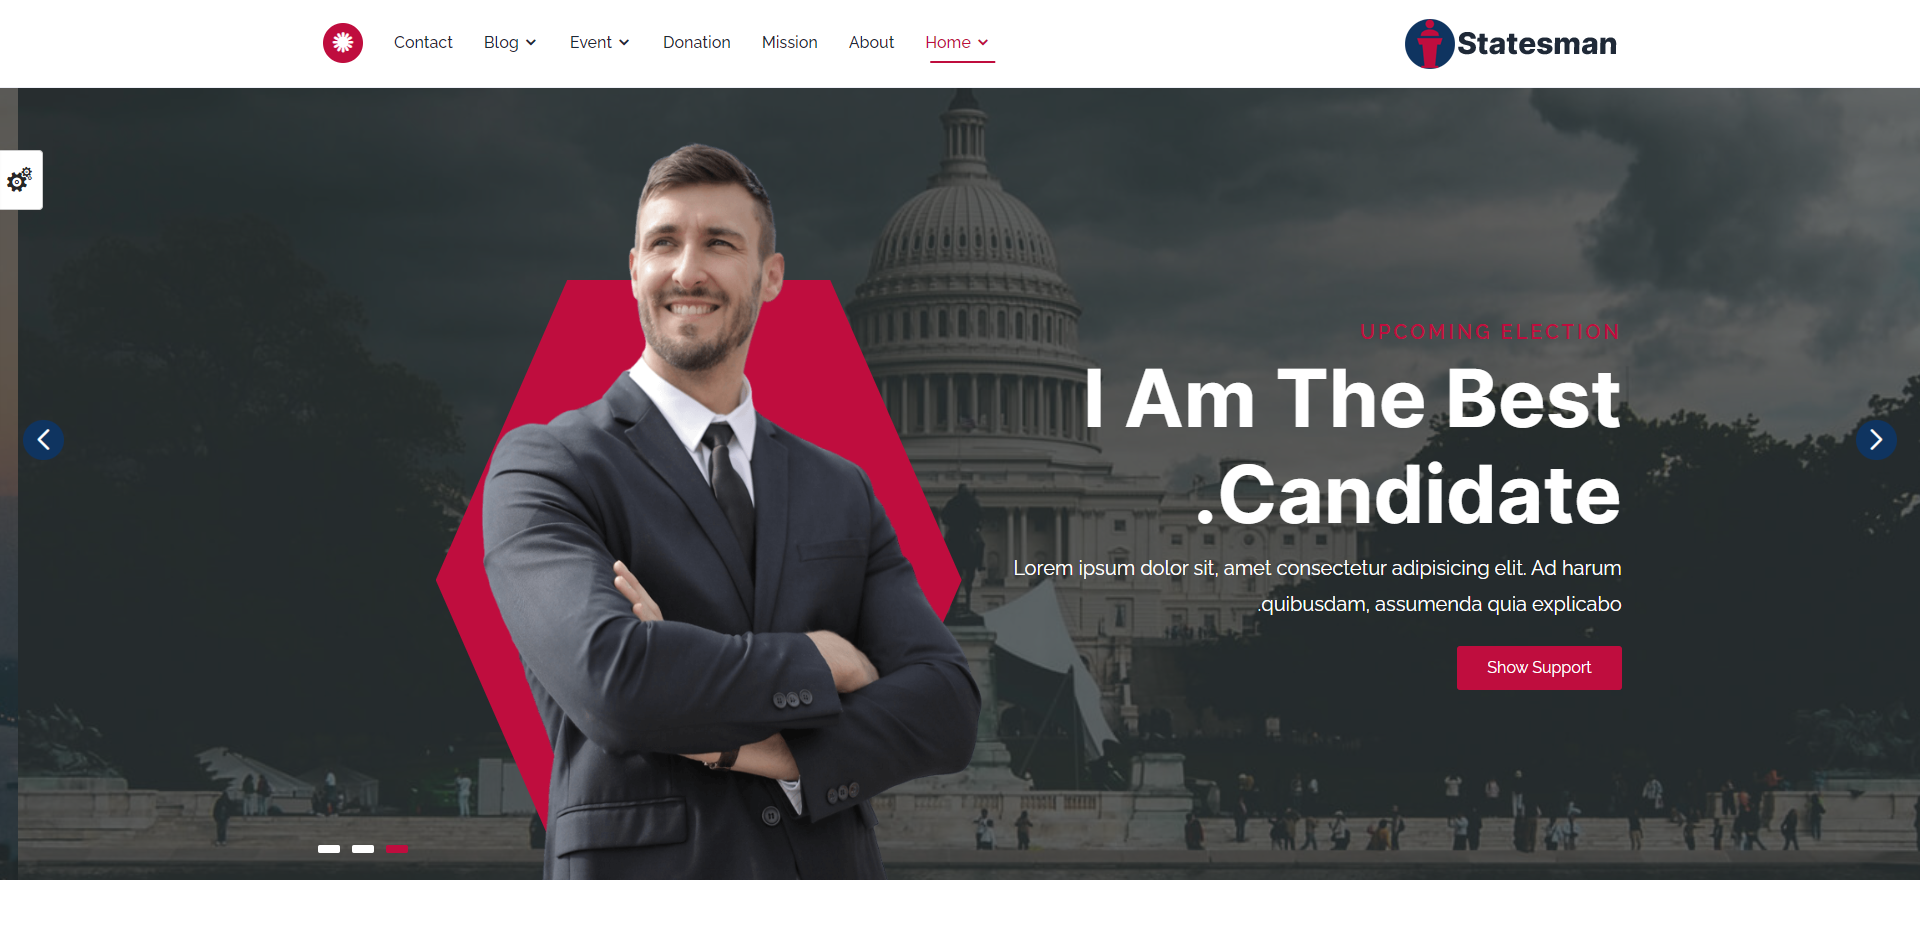 Contact Blog Event Donation Mission About Home
Statesman
UPCOMING ELECTION
I Am The Best
.Candidate
Lorem ipsum dolor sit, amet consectetur adipisicing elit. Ad harum
.quibusdam, assumenda quia explicabo
Show Support